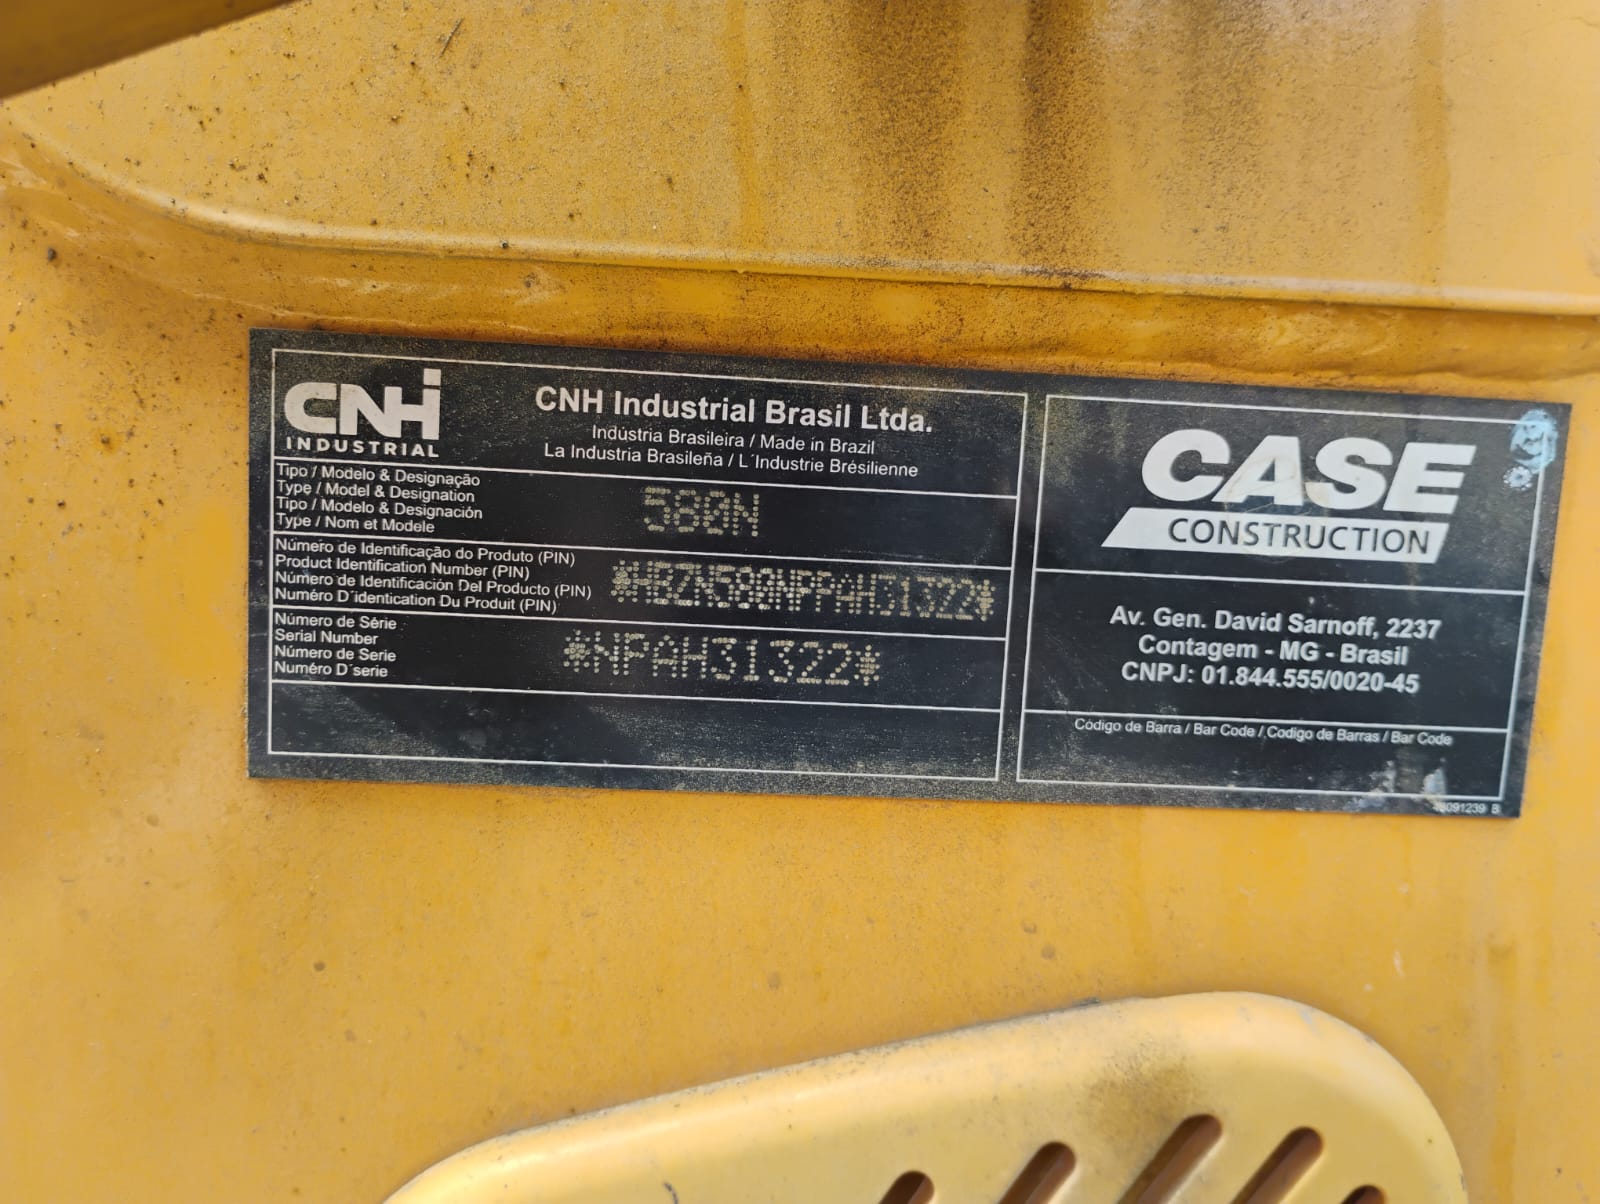 CNHi
INDUSTRIAL
CNH Industrial Brasil Ltda.
Indústria Brasileira / Made in Brazil
La Industria Brasileña / L´Industrie Brésilienne
Tipo / Modelo & Designação
Type / Model & Designation
Tipo / Modelo & Designación
Type / Nom et Modele
580N
Número de Identificação do Produto (PIN)
Product Identification Number (PIN)
Número de Identificación Del Producto (PIN)
Numéro D´identication Du Produit (PIN)
*HBZN580NPPAH31322*
Número de Série
Serial Number
Número de Serie
Numéro D´serie
*NPAH31322*
CASE
CONSTRUCTION
Av. Gen. David Sarnoff, 2237
Contagem - MG - Brasil
CNPJ: 01.844.555/0020-45
Código de Barra / Bar Code / Codigo de Barras / Bar Code
B